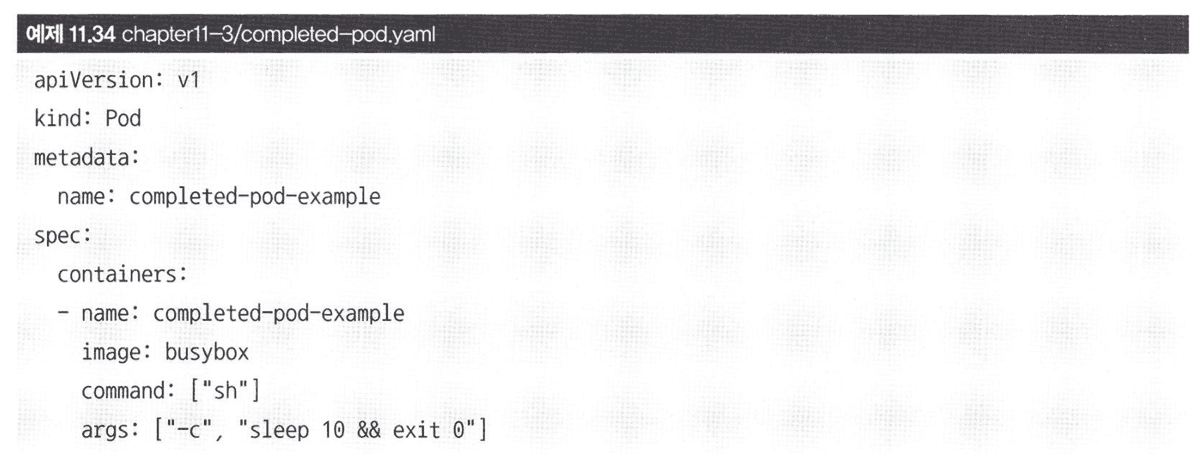 예제 11.34 chapter11-3/completed-pod.yaml
apiVersion: v1
kind: Pod
metadata:
  name: completed-pod-example
spec:
  containers:
  - name: completed-pod-example
    image: busybox
    command: ["sh"]
    args: ["-c", "sleep 10 && exit 0"]